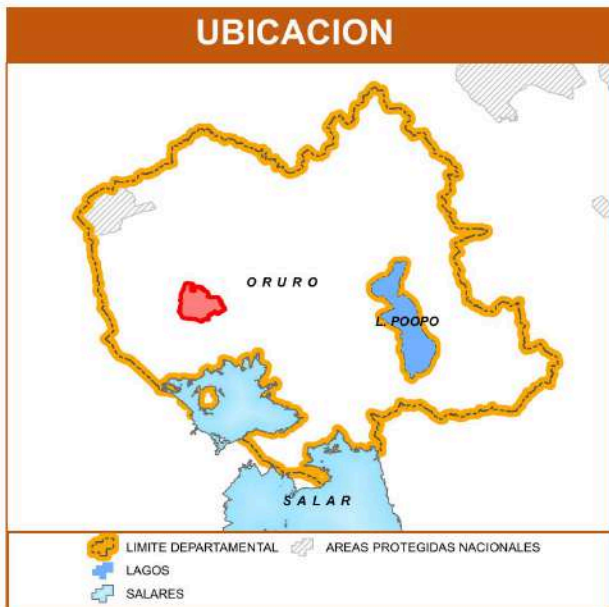 UBICACION
ORURO
L. POOPO
SALAR
LIMITE DEPARTAMENTAL
AREAS PROTEGIDAS NACIONALES
LAGOS
SALARES